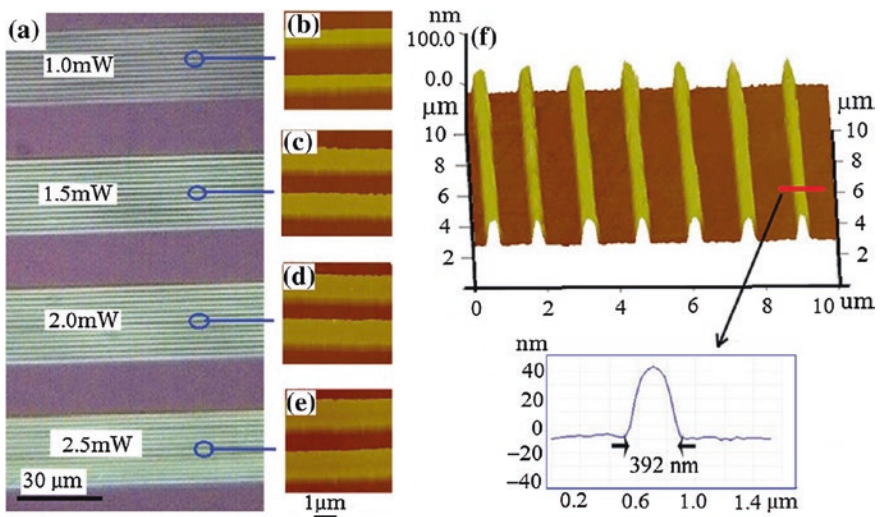 (a)
1.0mW
1.5mW
2.0mW
2.5mW
30 μm
(b)
(c)
(d)
(e)
1μm
(f)
nm
100.0
0.0
μm
10
8
6
4
2
μm
10
8
6
4
2
0 2 4 6 8 10 um
nm
40
20
0
−20
−40
392 nm
0.2 0.6 1.0 1.4 μm